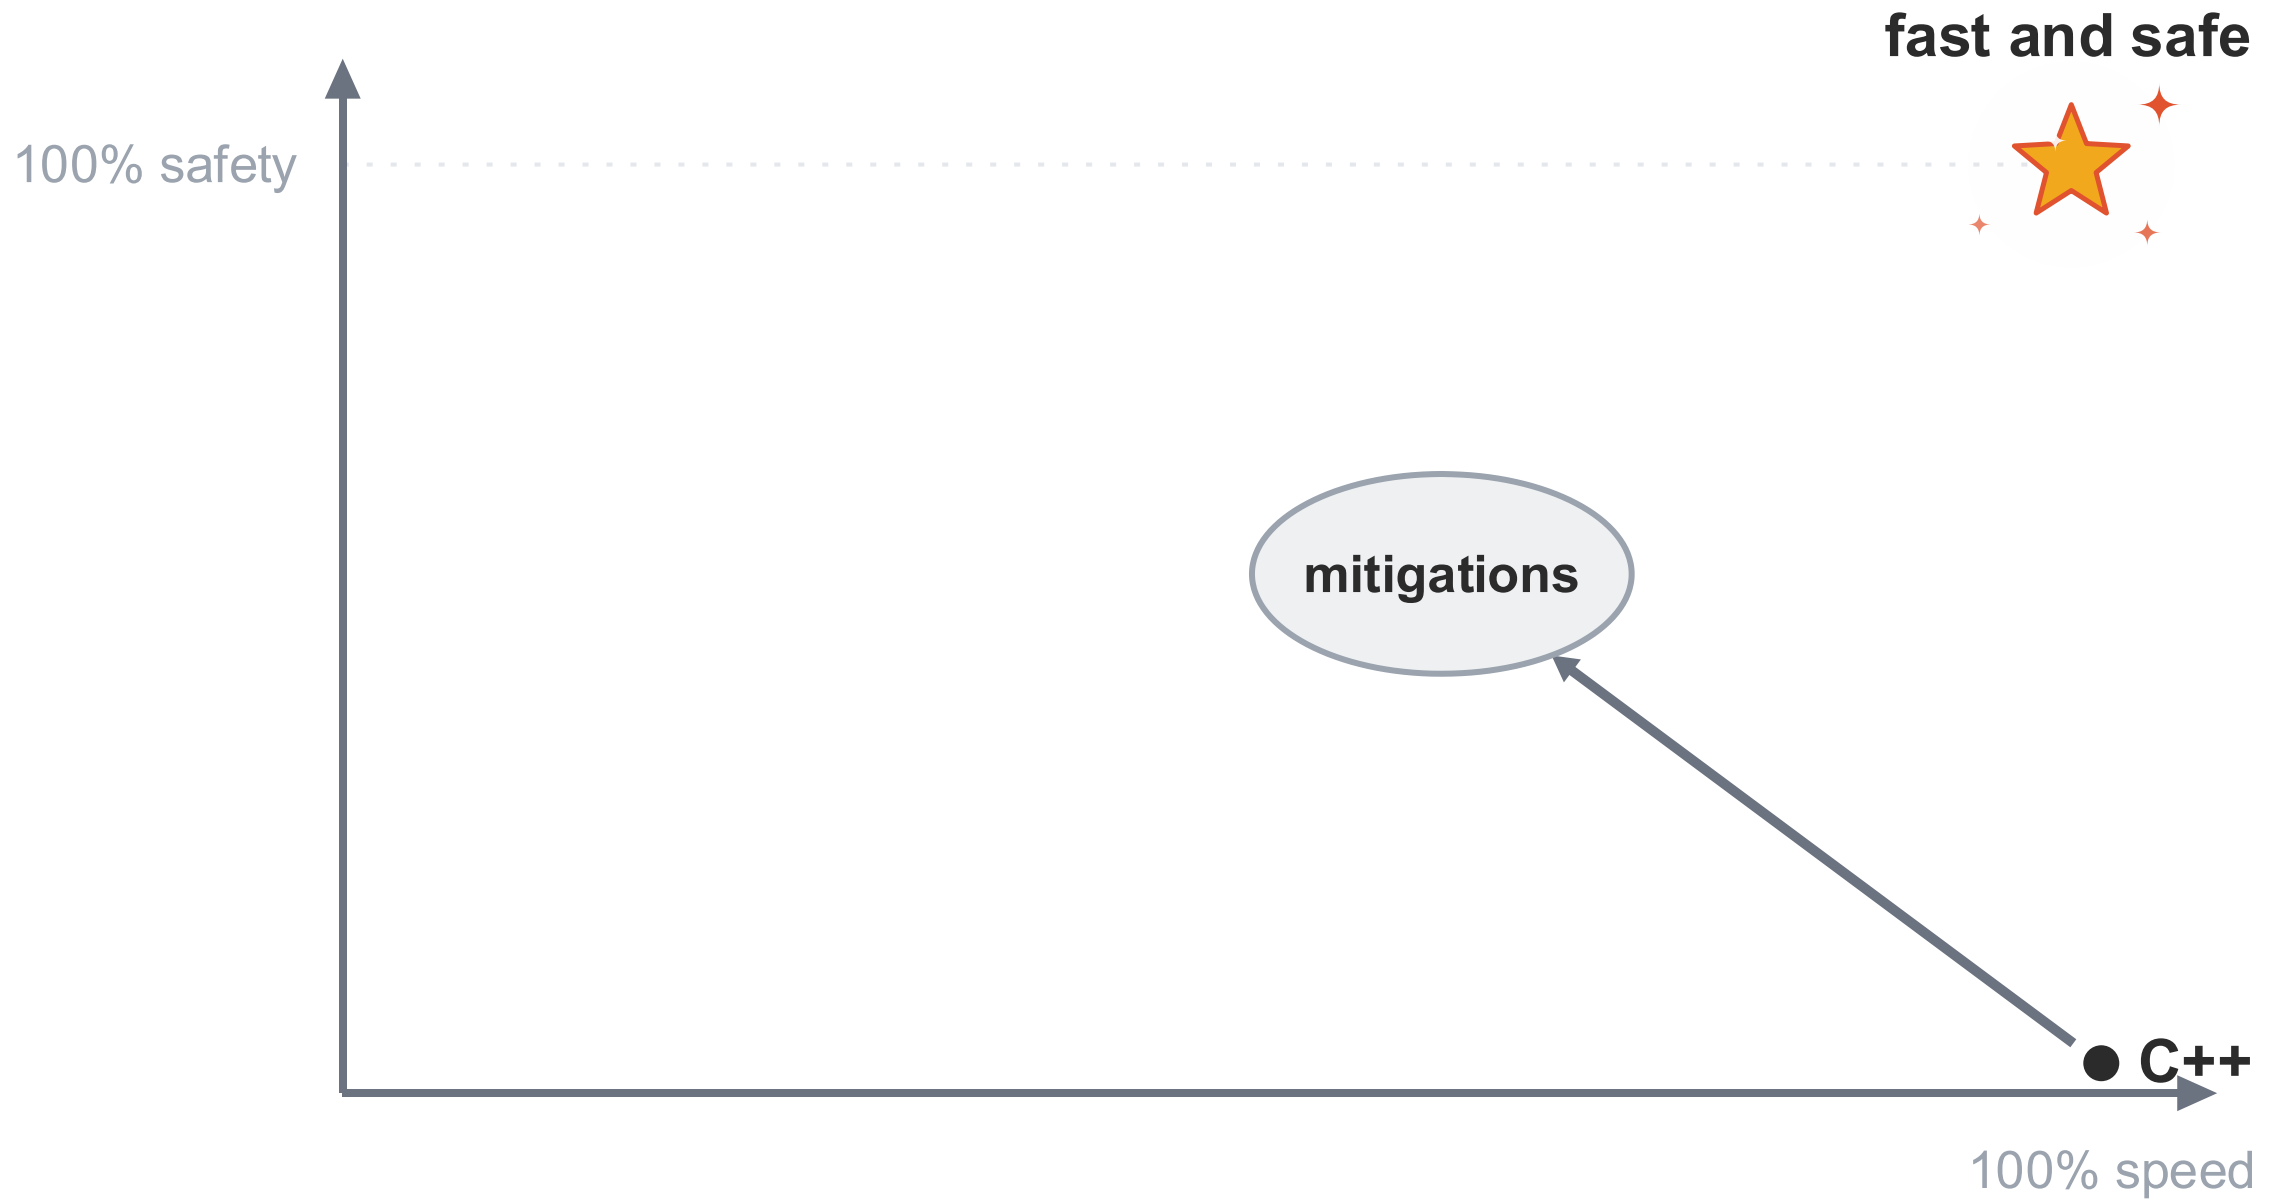 fast and safe
100% safety
mitigations
C++
100% speed